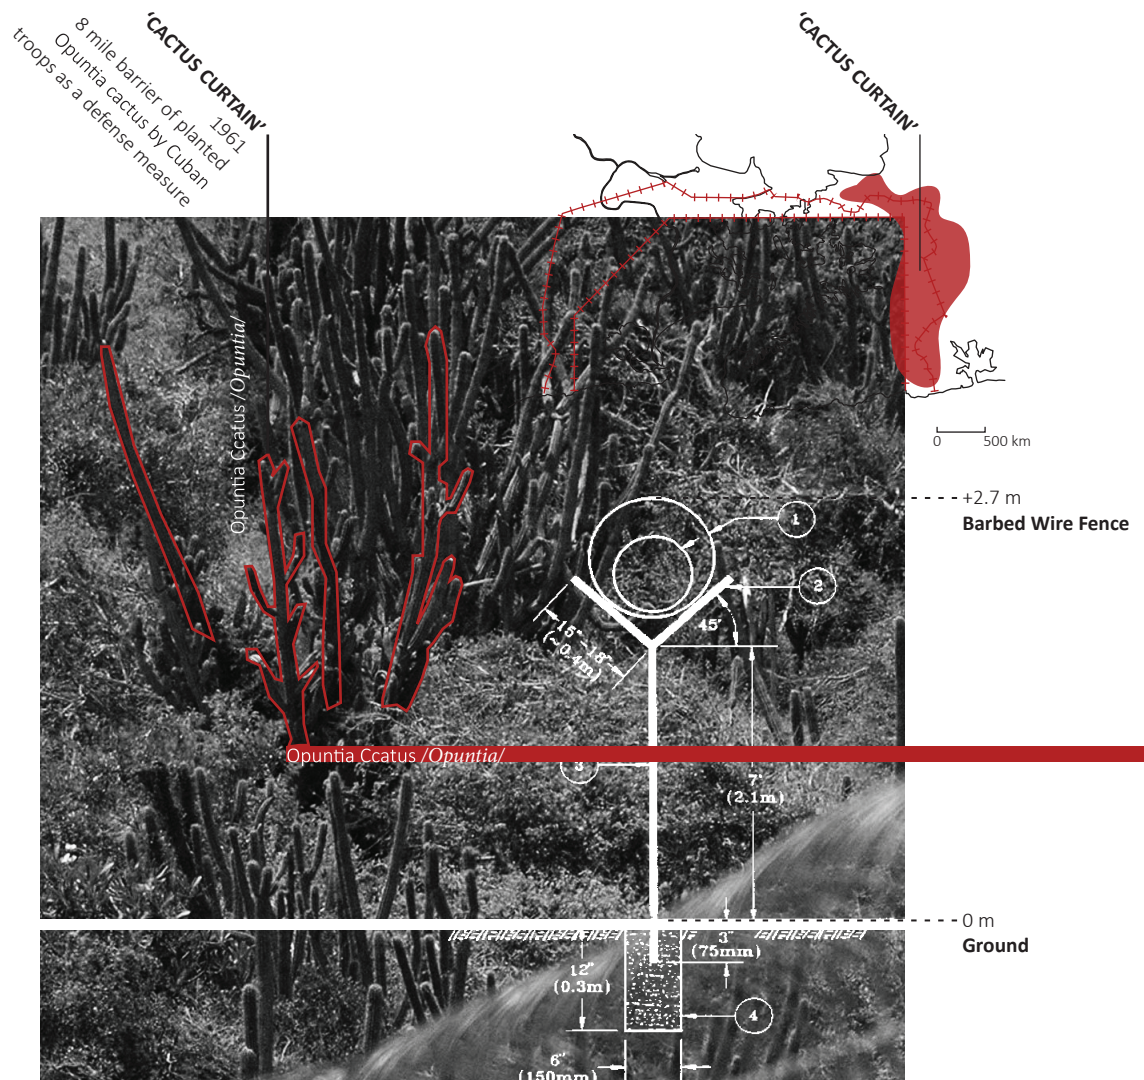 'CACTUS CURTAIN'
1961
8 mile barrier of planted
Opuntia cactus by Cuban
troops as a defense measure
'CACTUS CURTAIN'
Opuntia Ccatus /Opuntia/
0 500 km
+2.7 m
Barbed Wire Fence
1
2
45'
15"-18"
(~0.4m)
Opuntia Ccatus /Opuntia/
3
7'
(2.1m)
0 m
Ground
3"
(75mm)
12"
(0.3m)
4
6"
(150mm)